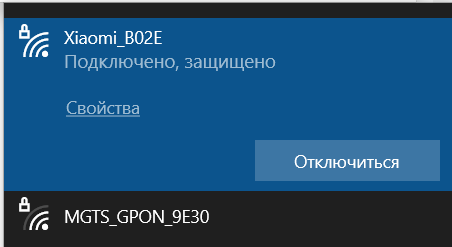 Xiaomi_B02E
Подключено, защищено
Свойства
Отключиться
MGTS_GPON_9E30